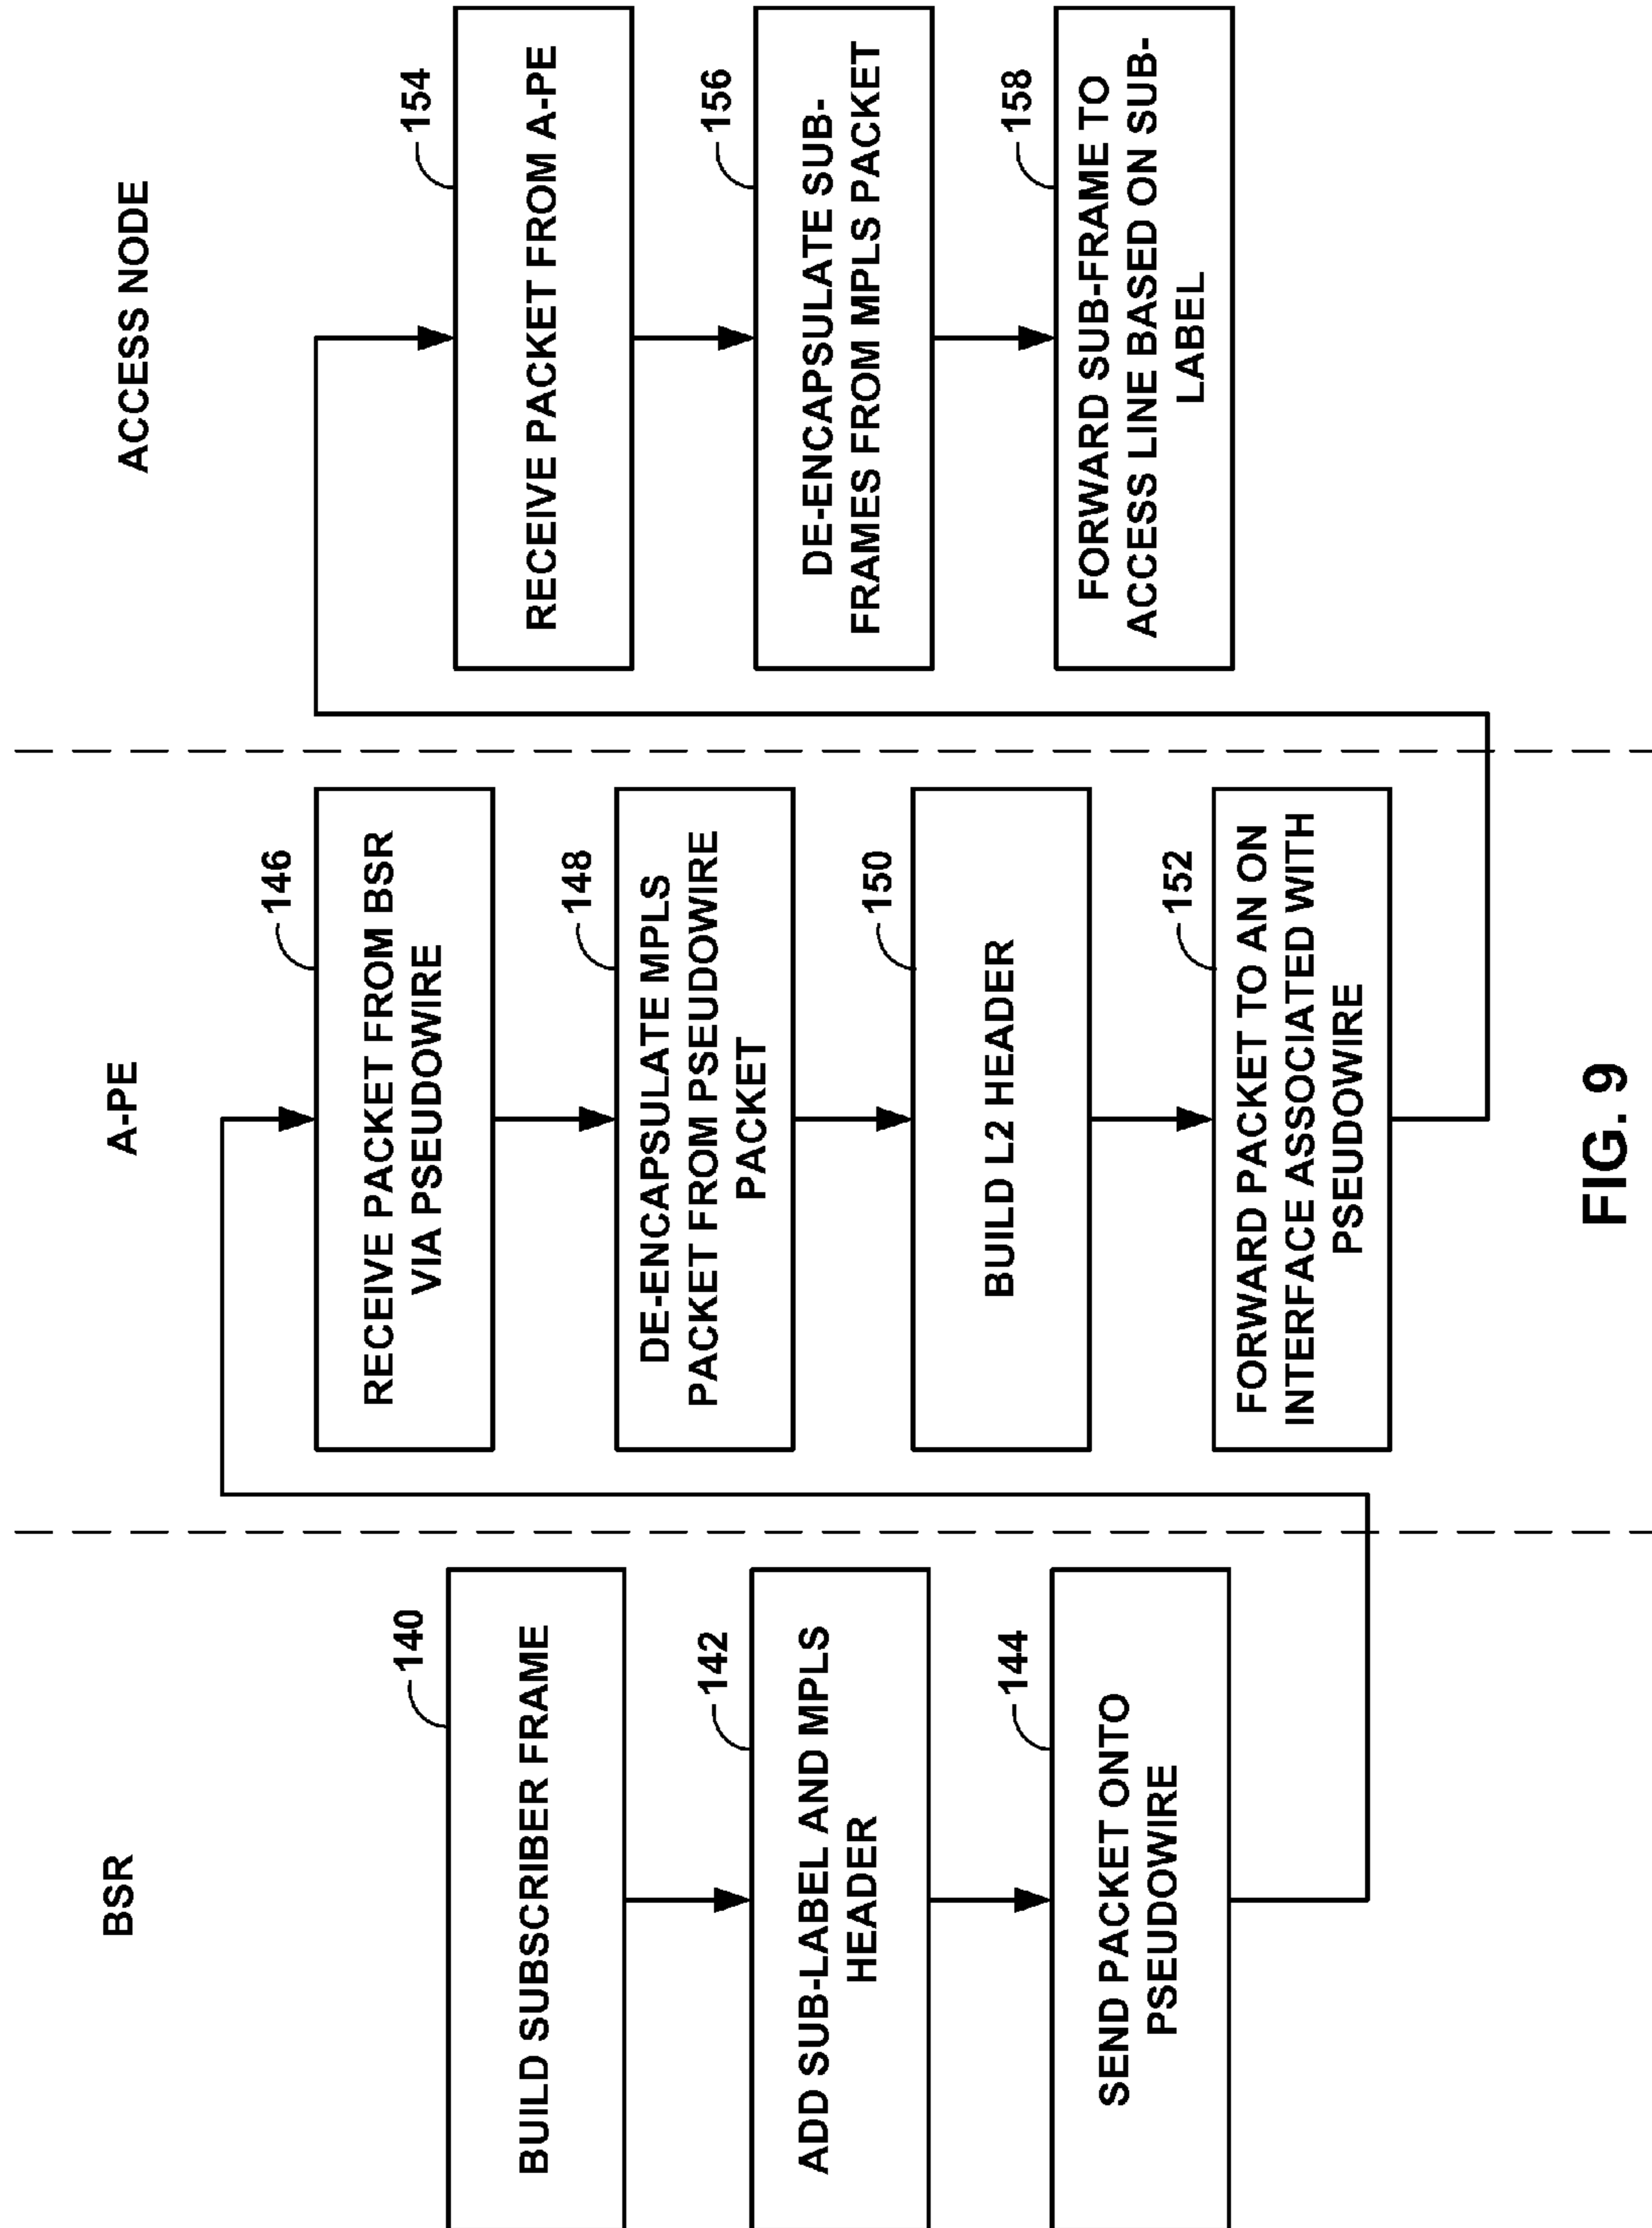 BSR
140
BUILD SUBSCRIBER FRAME
142
ADD SUB-LABEL AND MPLS
HEADER
144
SEND PACKET ONTO
PSEUDOWIRE
A-PE
146
RECEIVE PACKET FROM BSR
VIA PSEUDOWIRE
148
DE-ENCAPSULATE MPLS
PACKET FROM PSEUDOWIRE
PACKET
150
BUILD L2 HEADER
152
FORWARD PACKET TO AN ON
INTERFACE ASSOCIATED WITH
PSEUDOWIRE
ACCESS NODE
154
RECEIVE PACKET FROM A-PE
156
DE-ENCAPSULATE SUB-
FRAMES FROM MPLS PACKET
158
FORWARD SUB-FRAME TO
ACCESS LINE BASED ON SUB-
LABEL
FIG. 9